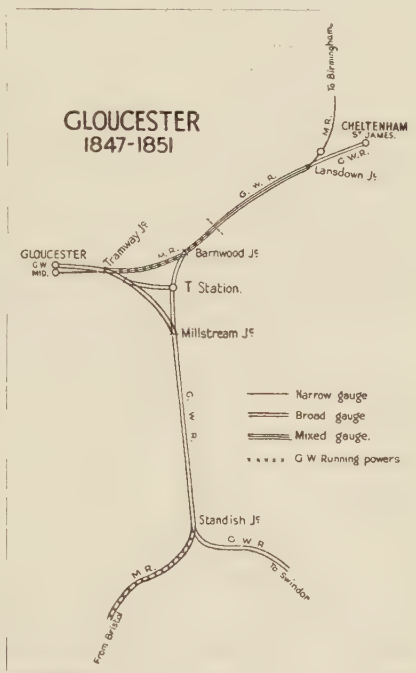 GLOUCESTER
1847-1851
To Birmingham
M.R.
CHELTENHAM
ST JAMES.
G.W.R.
G. W. R.
Lansdown Jc.
Tramway Jc
GLOUCESTER
G W
MID.
M.R.
Barnwood Jc
T Station.
Millstream Jc
G. W. R.
Narrow gauge
Broad gauge
Mixed gauge.
G W Running powers
Standish Jc
M R.
G W R
From Bristol
To Swindon